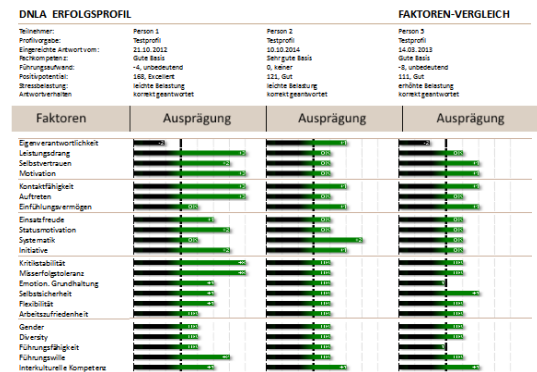 DNLA ERFOLGSPROFIL FAKTOREN-VERGLEICH
Teilnehmer: Person 1 Person 2 Person 3
Profilvorgabe: Testprofil Testprofil Testprofil
Eingereichte Antwort vom: 21.10.2012 10.10.2014 14.03.2013
Fachkompetenz: Gute Basis Sehr gute Basis Gute Basis
Führungsaufwand: -4, unbedeutend 0, keiner -8, unbedeutend
Positivpotential: 168, Excellent 121, Gut 111, Gut
Stressbelastung: leichte Belastung leichte Belastung erhöhte Belastung
Antwortverhalten korrekt geantwortet korrekt geantwortet korrekt geantwortet
Faktoren Ausprägung Ausprägung Ausprägung
Eigenverantwortlichkeit
Leistungsdrang
Selbstvertrauen
Motivation
Kontaktfähigkeit
Auftreten
Einfühlungsvermögen
Einsatzfreude
Statusmotivation
Systematik
Initiative
Kritikstabilität
Misserfolgstoleranz
Emotion. Grundhaltung
Selbstsicherheit
Flexibilität
Arbeitszufriedenheit
Gender
Diversity
Führungsfähigkeit
Führungswille
Interkulturelle Kompetenz